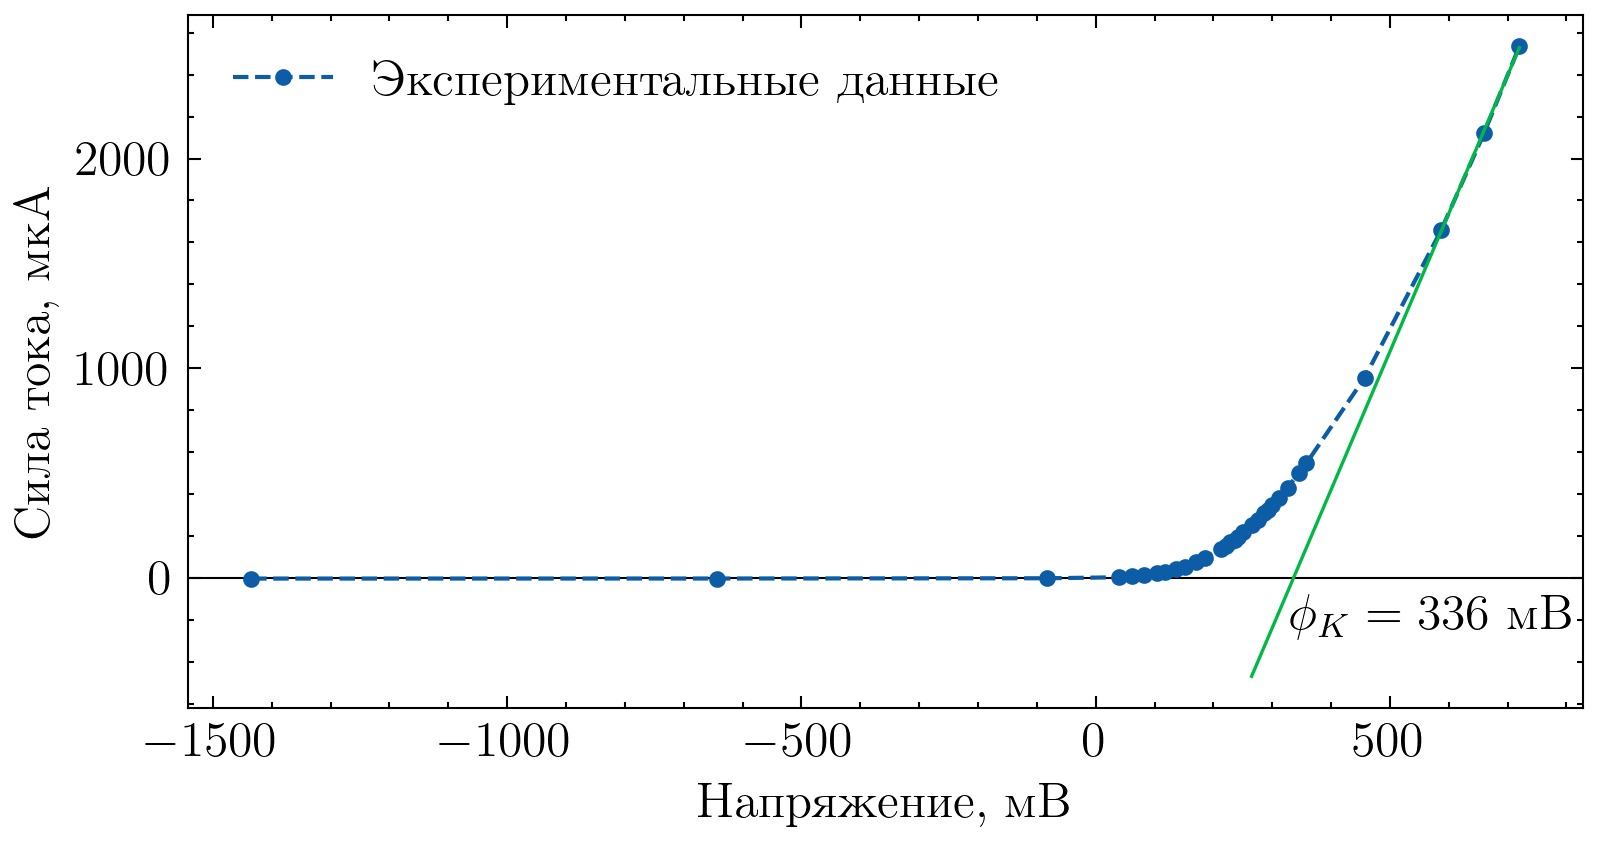 Экспериментальные данные
2000
1000
0
Сила тока, мкА
ϕ_K = 336 мВ
−1500 −1000 −500 0 500
Напряжение, мВ